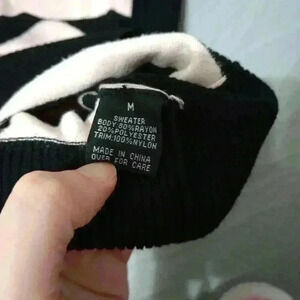 M
SWEATER
BODY:80%RAYON
20%POLYESTER
TRIM:100%NYLON
MADE IN CHINA
OVER FOR CARE